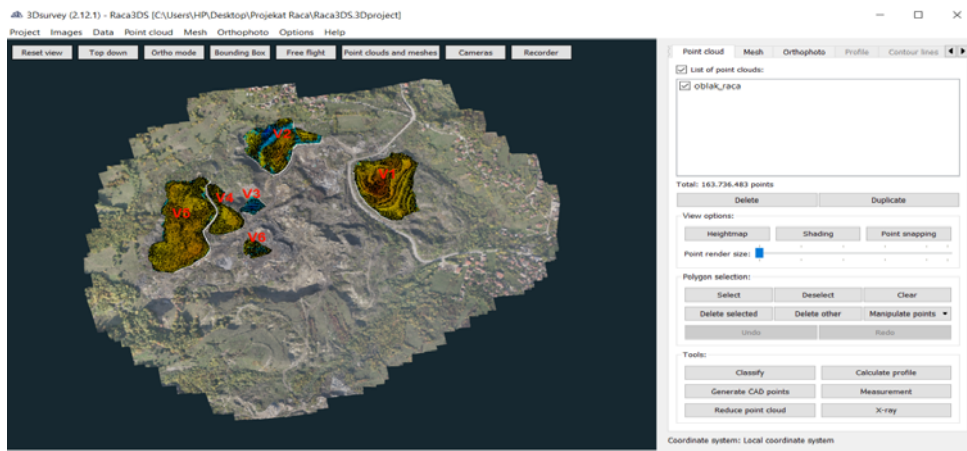 3Dsurvey (2.12.1) - Raca3DS [C:\Users\HP\Desktop\Projekat Raca\Raca3DS.3Dproject]
Project Images Data Point cloud Mesh Orthophoto Options Help
Reset view Top down Ortho mode Bounding Box Free flight Point clouds and meshes Cameras Recorder
V2
V1
V3
V4
V5
V6
Point cloud Mesh Orthophoto Profile Contour lines
List of point clouds:
oblak_raca
Total: 163.736.483 points
Delete Duplicate
View options:
Heightmap Shading Point snapping
Point render size:
Polygon selection:
Select Deselect Clear
Delete selected Delete other Manipulate points
Undo Redo
Tools:
Classify Calculate profile
Generate CAD points Measurement
Reduce point cloud X-ray
Coordinate system: Local coordinate system